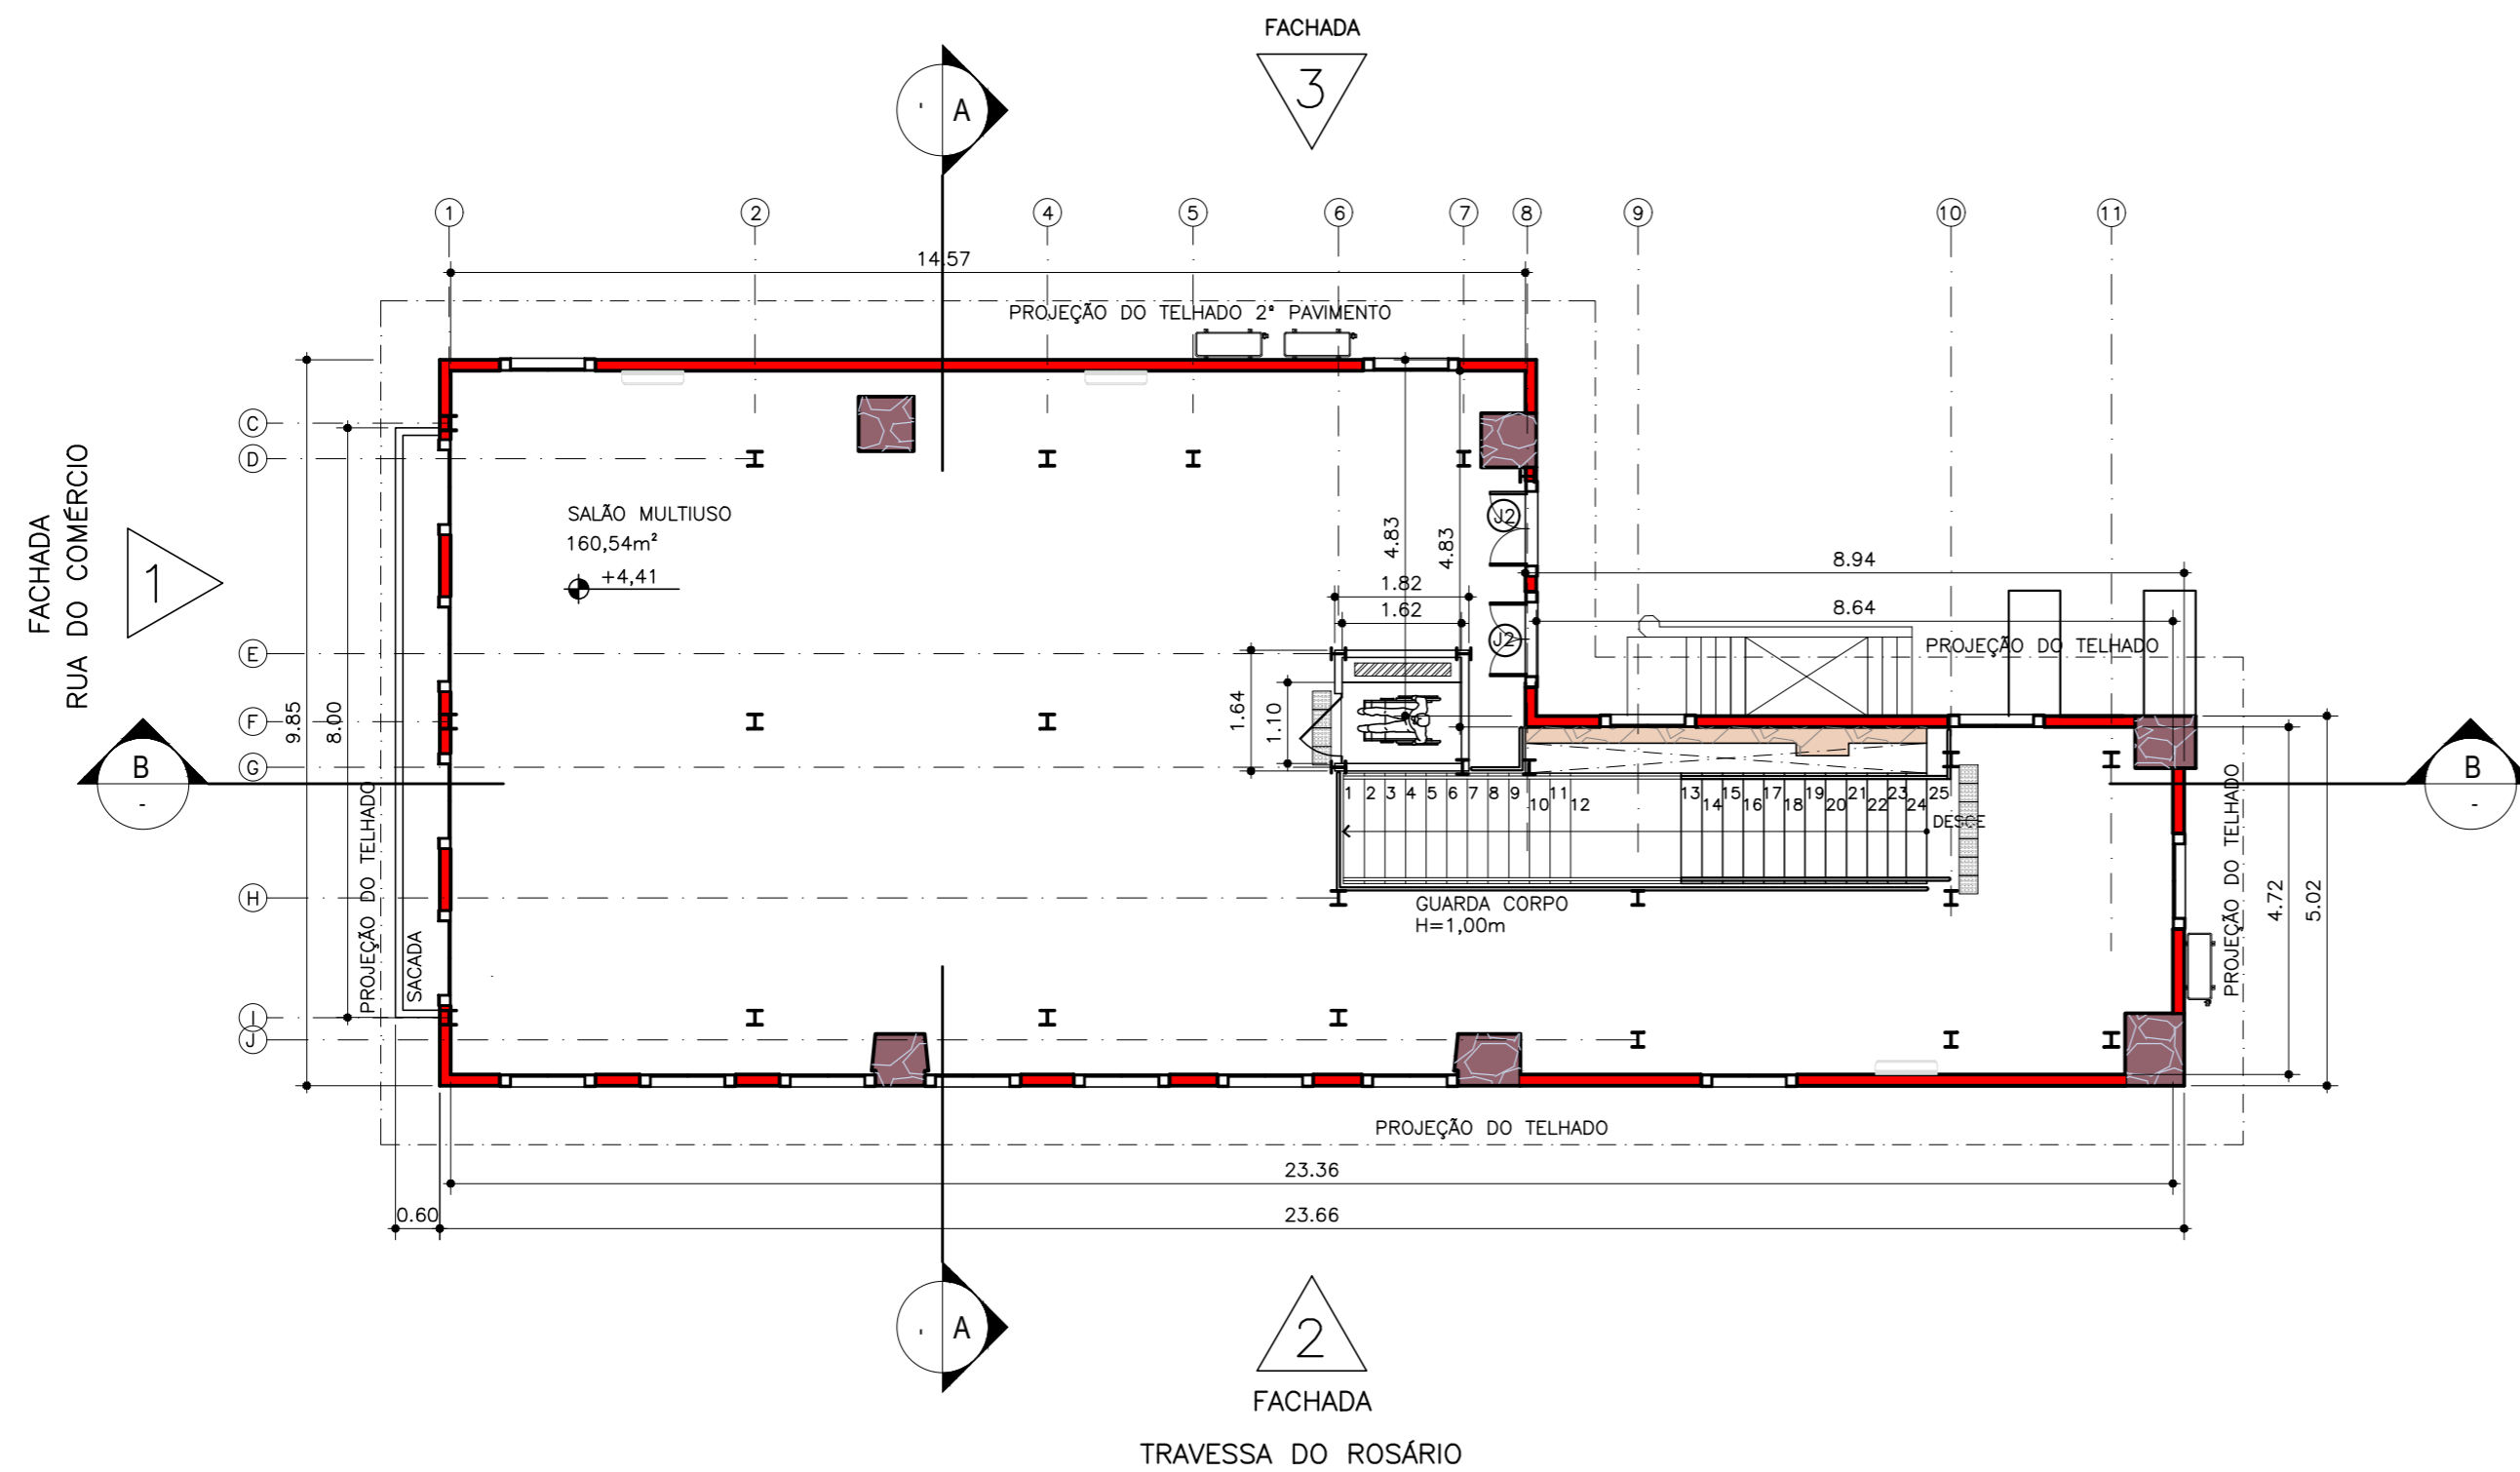 FACHADA
3
A
1
2
4
5
6
7
8
9
10
11
14.57
PROJEÇÃO DO TELHADO 2º PAVIMENTO
C
D
E
F
G
H
I
J
FACHADA
RUA DO COMÉRCIO
1
SALÃO MULTIUSO
160,54m²
+4,41
4.83
4.83
1.82
1.62
J2
J2
8.94
8.64
PROJEÇÃO DO TELHADO
1.64
1.10
9.85
8.00
B
-
B
-
PROJEÇÃO DO TELHADO
SACADA
1 2 3 4 5 6 7 8 9 10 11 12 13 14 15 16 17 18 19 20 21 22 23 24 25
DESCE
GUARDA CORPO
H=1,00m
PROJEÇÃO DO TELHADO
4.72
5.02
PROJEÇÃO DO TELHADO
23.36
0.60
23.66
A
2
FACHADA
TRAVESSA DO ROSÁRIO